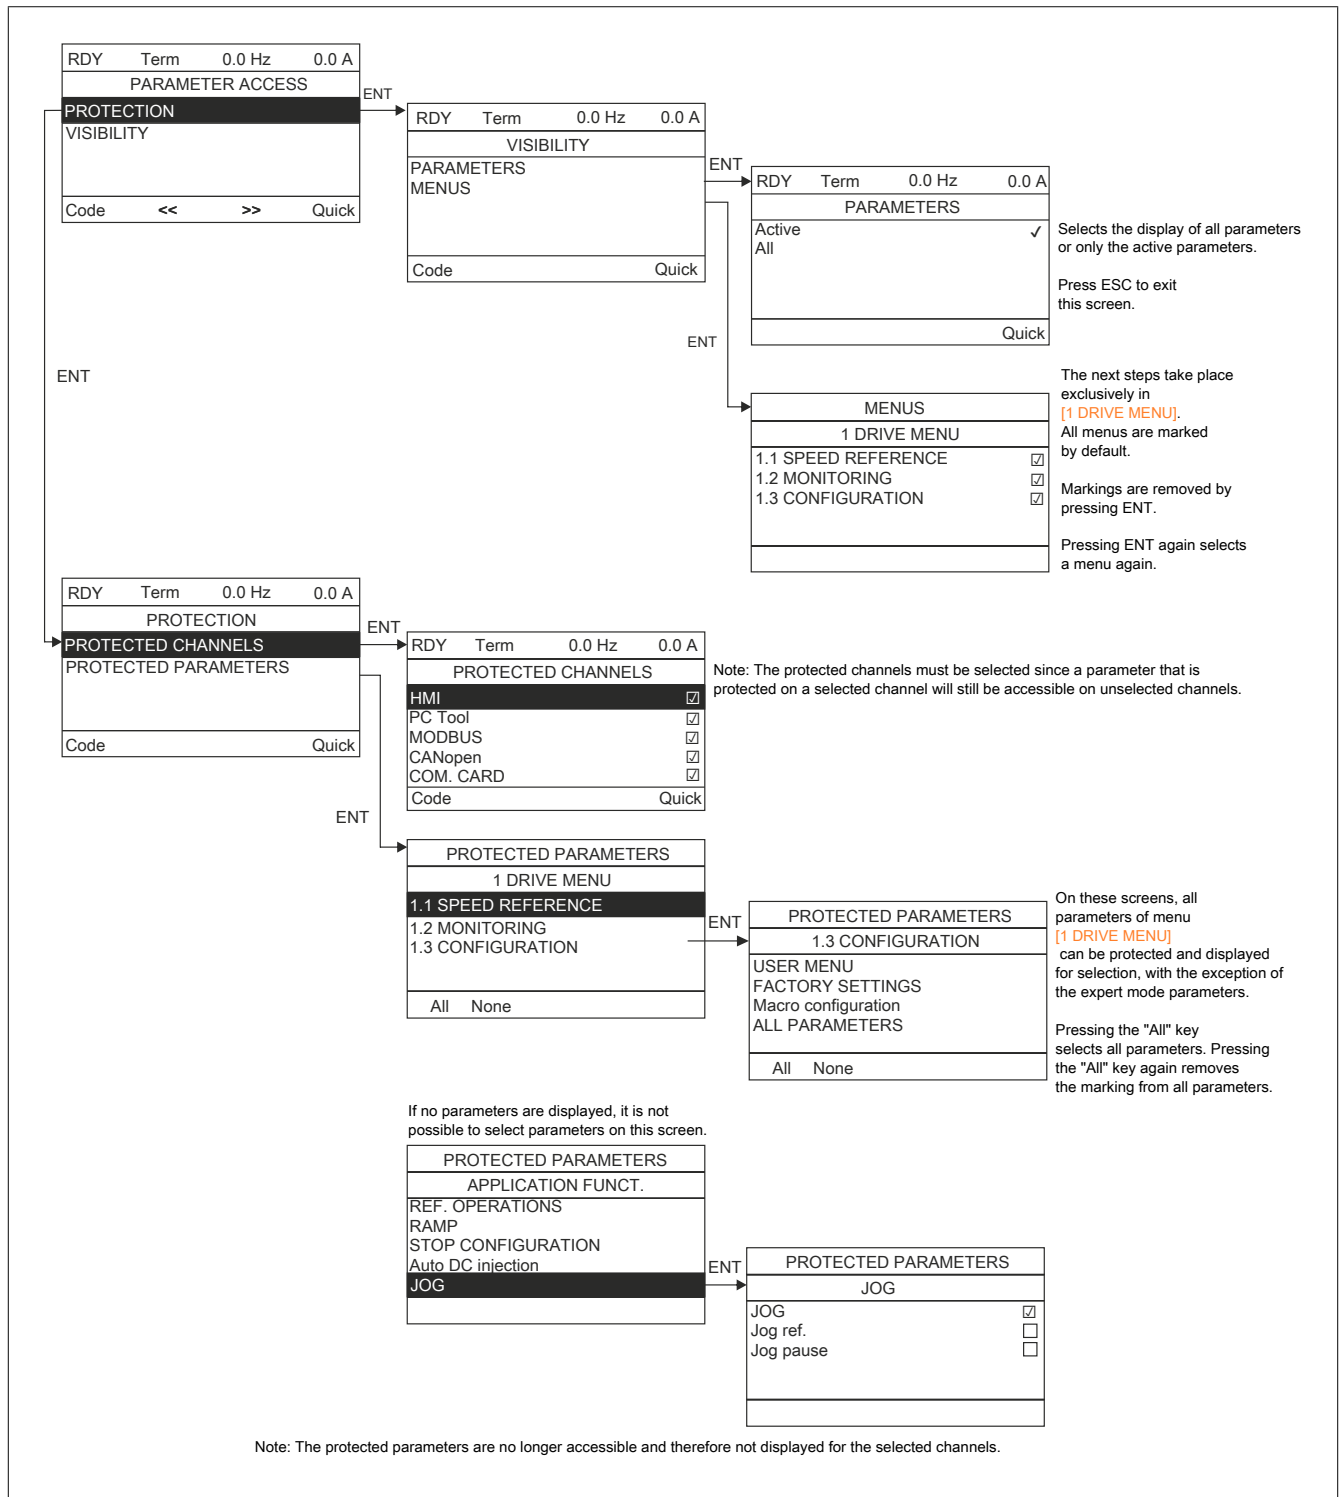 RDY Term 0.0 Hz 0.0 A
PARAMETER ACCESS
PROTECTION
VISIBILITY
Code << >> Quick
ENT
RDY Term 0.0 Hz 0.0 A
VISIBILITY
PARAMETERS
MENUS
Code Quick
ENT
RDY Term 0.0 Hz 0.0 A
PARAMETERS
Active ✓
All
Quick
Selects the display of all parameters
or only the active parameters.
Press ESC to exit
this screen.
ENT
ENT
MENUS
1 DRIVE MENU
1.1 SPEED REFERENCE ☑
1.2 MONITORING ☑
1.3 CONFIGURATION ☑
The next steps take place
exclusively in
[1 DRIVE MENU].
All menus are marked
by default.
Markings are removed by
pressing ENT.
Pressing ENT again selects
a menu again.
RDY Term 0.0 Hz 0.0 A
PROTECTION
PROTECTED CHANNELS
PROTECTED PARAMETERS
Code Quick
ENT
RDY Term 0.0 Hz 0.0 A
PROTECTED CHANNELS
HMI ☑
PC Tool ☑
MODBUS ☑
CANopen ☑
COM. CARD ☑
Code Quick
Note: The protected channels must be selected since a parameter that is
protected on a selected channel will still be accessible on unselected channels.
ENT
PROTECTED PARAMETERS
1 DRIVE MENU
1.1 SPEED REFERENCE
1.2 MONITORING
1.3 CONFIGURATION
All None
ENT
PROTECTED PARAMETERS
1.3 CONFIGURATION
USER MENU
FACTORY SETTINGS
Macro configuration
ALL PARAMETERS
All None
On these screens, all
parameters of menu
[1 DRIVE MENU]
can be protected and displayed
for selection, with the exception of
the expert mode parameters.
Pressing the "All" key
selects all parameters. Pressing
the "All" key again removes
the marking from all parameters.
If no parameters are displayed, it is not
possible to select parameters on this screen.
PROTECTED PARAMETERS
APPLICATION FUNCT.
REF. OPERATIONS
RAMP
STOP CONFIGURATION
Auto DC injection
JOG
ENT
PROTECTED PARAMETERS
JOG
JOG ☑
Jog ref. ☐
Jog pause ☐
Note: The protected parameters are no longer accessible and therefore not displayed for the selected channels.